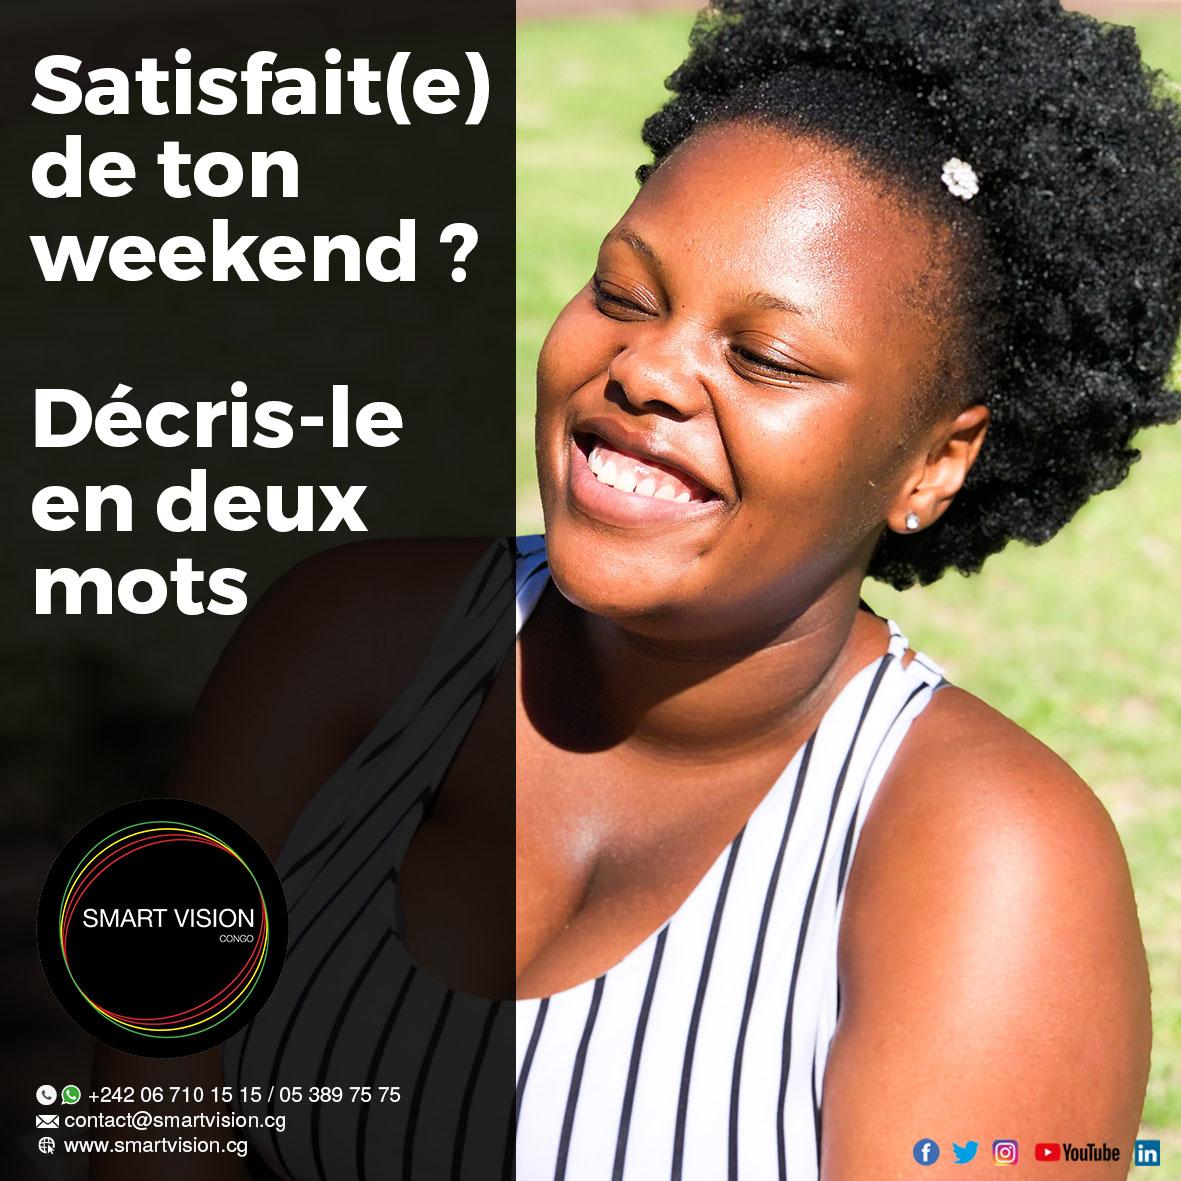 Satisfait(e)
de ton
weekend ?
Décris-le
en deux
mots
SMART VISION
CONGO
+242 06 710 15 15 / 05 389 75 75
contact@smartvision.cg
www.smartvision.cg
YouTube